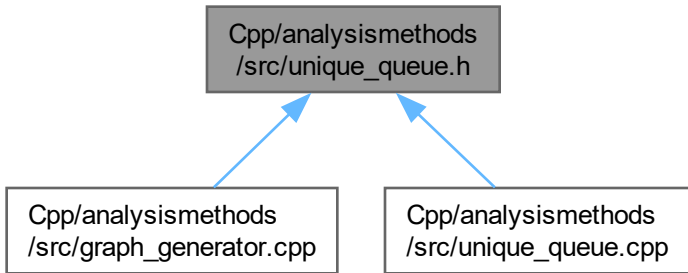 Cpp/analysismethods
/src/unique_queue.h
Cpp/analysismethods
/src/graph_generator.cpp
Cpp/analysismethods
/src/unique_queue.cpp